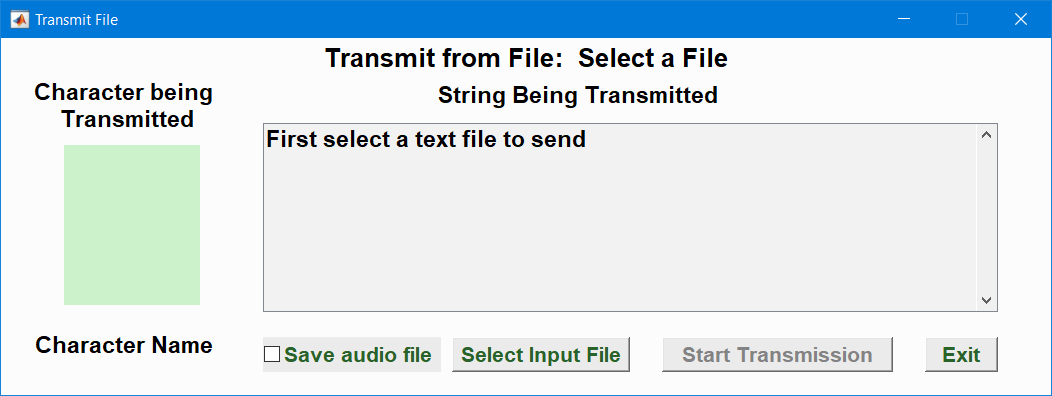 Transmit File
Transmit from File:  Select a File
Character being
Transmitted
String Being Transmitted
First select a text file to send
Character Name
Save audio file
Select Input File
Start Transmission
Exit